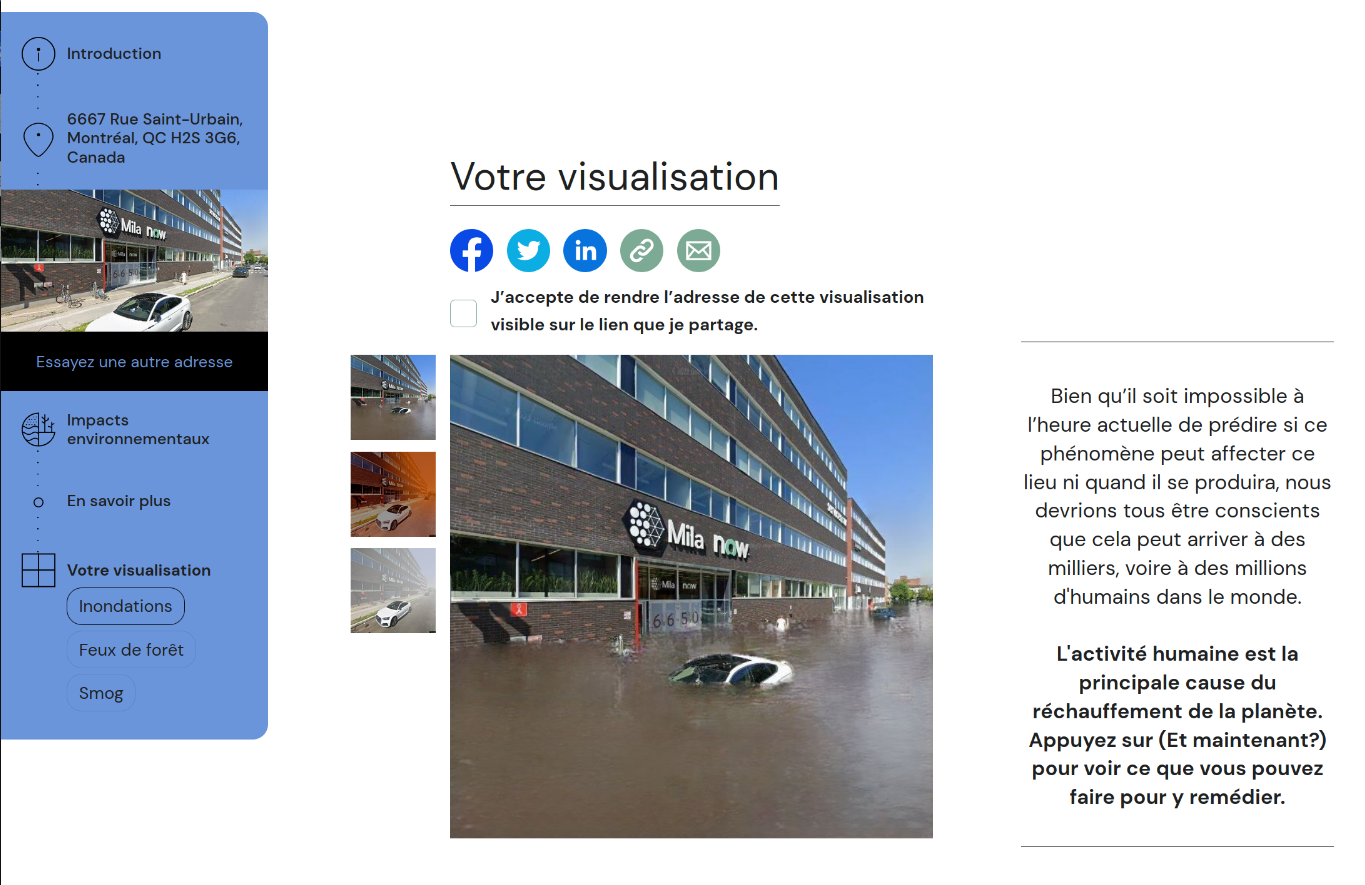 Introduction
6667 Rue Saint-Urbain,
Montréal, QC H2S 3G6,
Canada
Mila now
6650
Essayez une autre adresse
Impacts
environnementaux
En savoir plus
Votre visualisation
Inondations
Feux de forêt
Smog
Votre visualisation
J’accepte de rendre l’adresse de cette visualisation
visible sur le lien que je partage.
Mila now
Mila now
6650
Bien qu’il soit impossible à
l’heure actuelle de prédire si ce
phénomène peut affecter ce
lieu ni quand il se produira, nous
devrions tous être conscients
que cela peut arriver à des
milliers, voire à des millions
d'humains dans le monde.
L'activité humaine est la
principale cause du
réchauffement de la planète.
Appuyez sur (Et maintenant?)
pour voir ce que vous pouvez
faire pour y remédier.